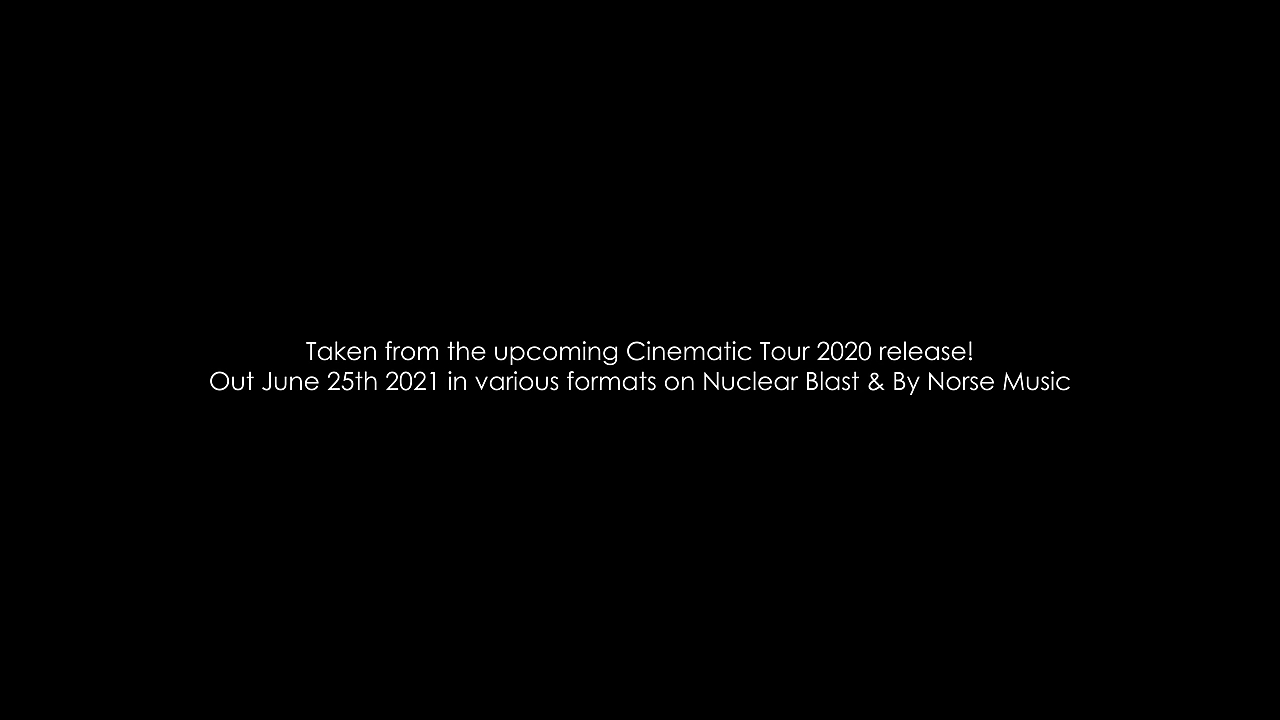 Taken from the upcoming Cinematic Tour 2020 release!
Out June 25th 2021 in various formats on Nuclear Blast & By Norse Music